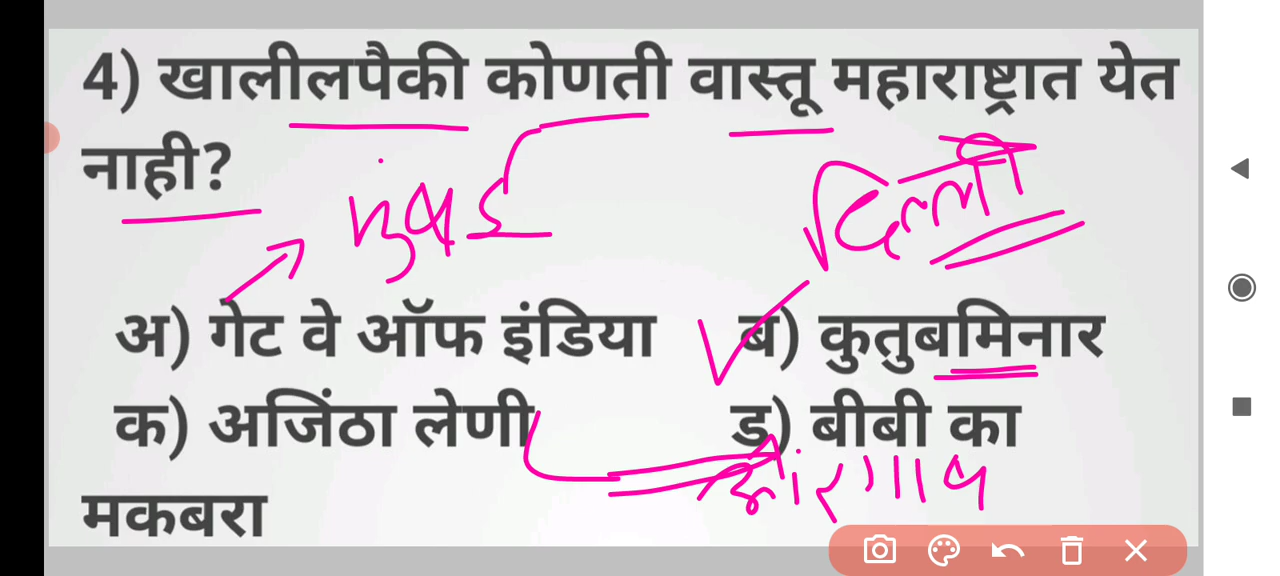 4) खालीलपैकी कोणती वास्तू महाराष्ट्रात येत
नाही?
मुंबई
दिल्ली
अ) गेट वे ऑफ इंडिया ब) कुतुबमिनार
क) अजिंठा लेणी ड) बीबी का
मकबरा